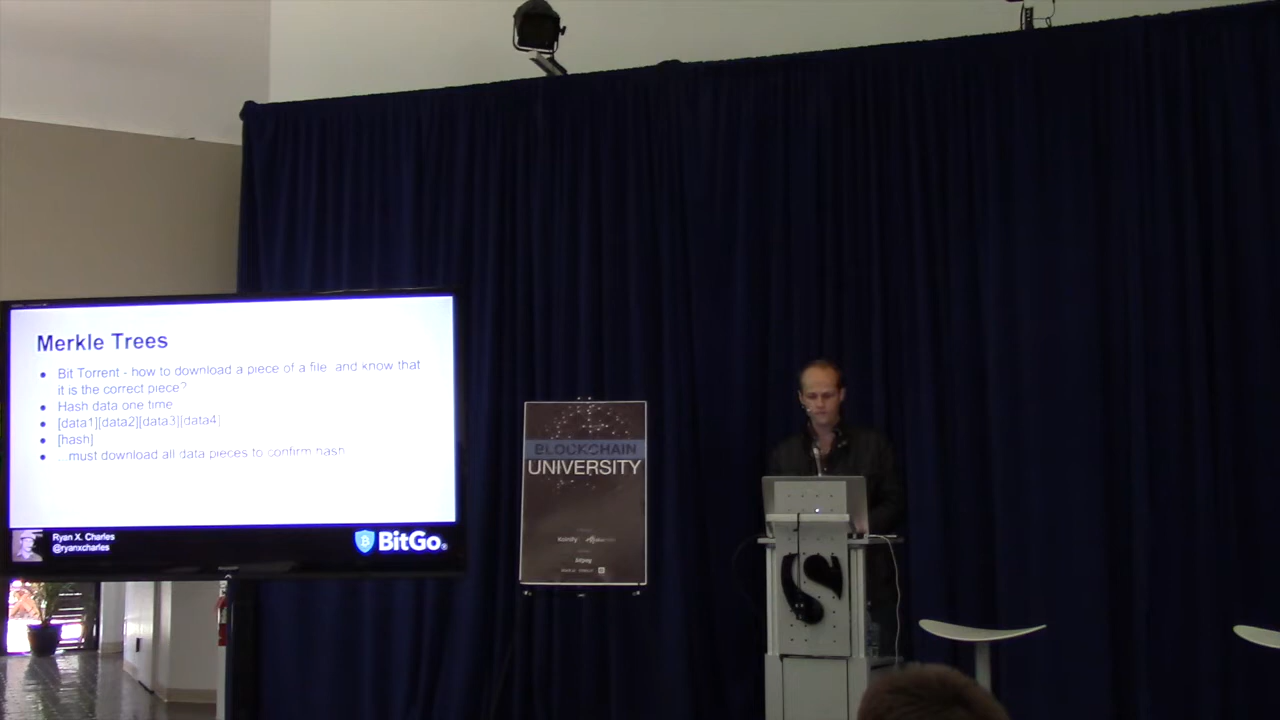 Merkle Trees
• Bit Torrent - how to download a piece of a file and know that
it is the correct piece?
• Hash data one time
• [data1][data2][data3][data4]
• [hash]
• ...must download all data pieces to confirm hash
Ryan X. Charles
@ryanxcharles
BitGo
BLOCKCHAIN
UNIVERSITY